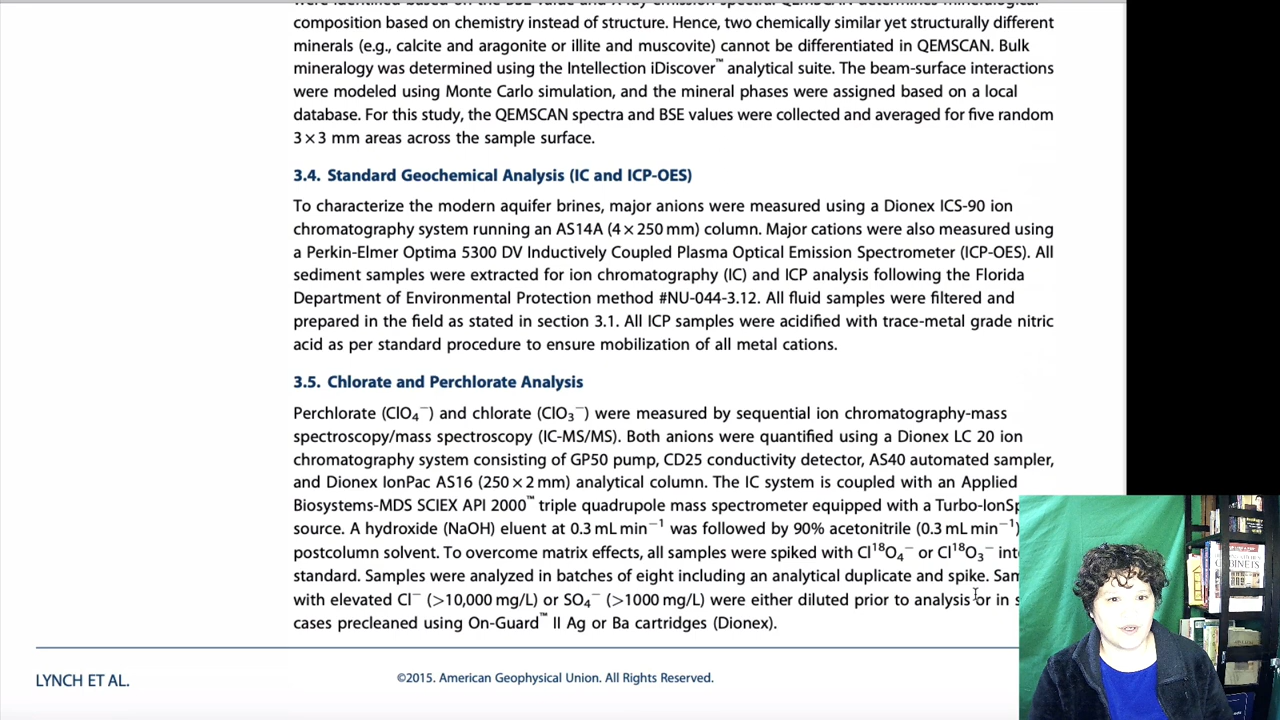 composition based on chemistry instead of structure. Hence, two chemically similar yet structurally different
minerals (e.g., calcite and aragonite or illite and muscovite) cannot be differentiated in QEMSCAN. Bulk
mineralogy was determined using the Intellection iDiscover™ analytical suite. The beam-surface interactions
were modeled using Monte Carlo simulation, and the mineral phases were assigned based on a local
database. For this study, the QEMSCAN spectra and BSE values were collected and averaged for five random
3 × 3 mm areas across the sample surface.
3.4. Standard Geochemical Analysis (IC and ICP-OES)
To characterize the modern aquifer brines, major anions were measured using a Dionex ICS-90 ion
chromatography system running an AS14A (4 × 250 mm) column. Major cations were also measured using
a Perkin-Elmer Optima 5300 DV Inductively Coupled Plasma Optical Emission Spectrometer (ICP-OES). All
sediment samples were extracted for ion chromatography (IC) and ICP analysis following the Florida
Department of Environmental Protection method #NU-044-3.12. All fluid samples were filtered and
prepared in the field as stated in section 3.1. All ICP samples were acidified with trace-metal grade nitric
acid as per standard procedure to ensure mobilization of all metal cations.
3.5. Chlorate and Perchlorate Analysis
Perchlorate (ClO₄⁻) and chlorate (ClO₃⁻) were measured by sequential ion chromatography-mass
spectroscopy/mass spectroscopy (IC-MS/MS). Both anions were quantified using a Dionex LC 20 ion
chromatography system consisting of GP50 pump, CD25 conductivity detector, AS40 automated sampler,
and Dionex IonPac AS16 (250 × 2 mm) analytical column. The IC system is coupled with an Applied
Biosystems-MDS SCIEX API 2000™ triple quadrupole mass spectrometer equipped with a Turbo-IonSp
source. A hydroxide (NaOH) eluent at 0.3 mL min⁻¹ was followed by 90% acetonitrile (0.3 mL min⁻¹)
postcolumn solvent. To overcome matrix effects, all samples were spiked with Cl¹⁸O₄⁻ or Cl¹⁸O₃⁻ int
standard. Samples were analyzed in batches of eight including an analytical duplicate and spike. Sam
with elevated Cl⁻ (>10,000 mg/L) or SO₄⁻ (>1000 mg/L) were either diluted prior to analysis or in s
cases precleaned using On-Guard™ II Ag or Ba cartridges (Dionex).
LYNCH ET AL.
©2015. American Geophysical Union. All Rights Reserved.